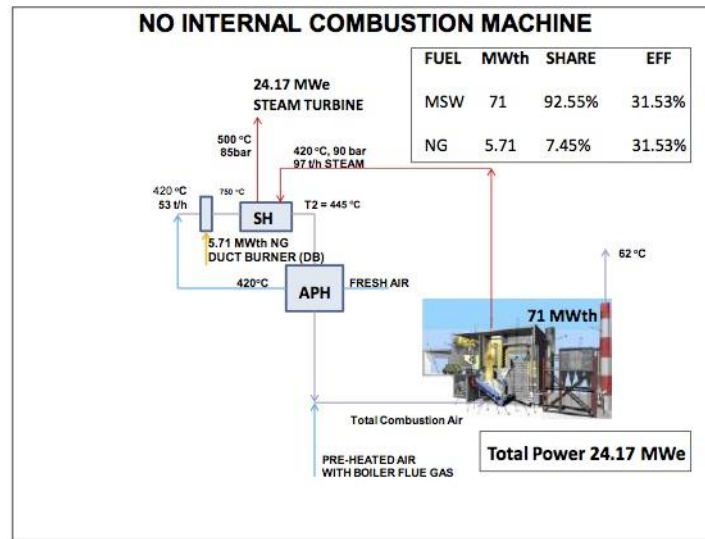 NO INTERNAL COMBUSTION MACHINE
FUEL MWth SHARE EFF
MSW 71 92.55% 31.53%
NG 5.71 7.45% 31.53%
24.17 MWe
STEAM TURBINE
500 °C
85bar
420 °C, 90 bar
97 t/h STEAM
420 °C
53 t/h
750 °C
SH
T2 = 445 °C
5.71 MWth NG
DUCT BURNER (DB)
420°C
APH
FRESH AIR
62 °C
71 MWth
Total Combustion Air
PRE-HEATED AIR
WITH BOILER FLUE GAS
Total Power 24.17 MWe